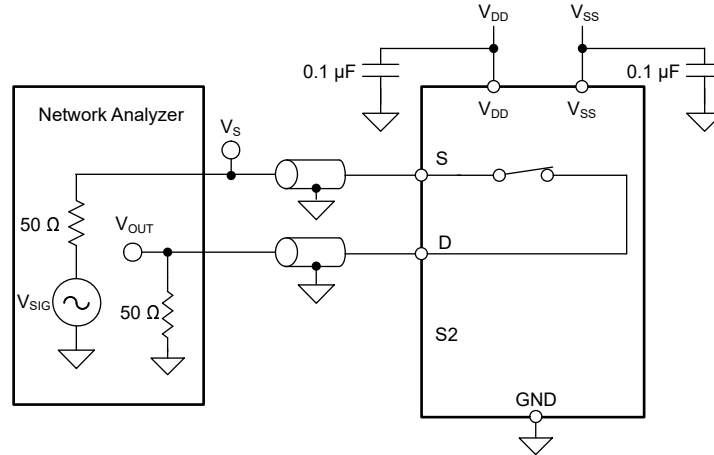 V_DD V_SS
0.1 µF 0.1 µF
V_DD V_SS
Network Analyzer
V_S
S
50 Ω
V_OUT
D
V_SIG
50 Ω
S2
GND